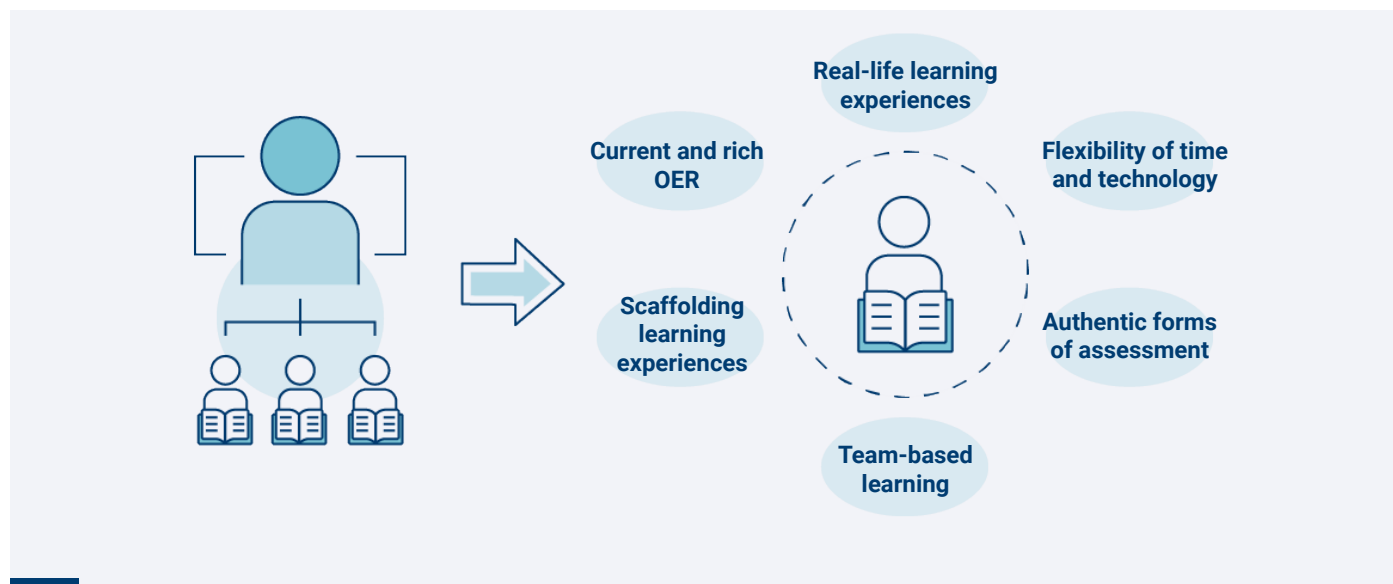 Real-life learning
experiences
Current and rich
OER
Flexibility of time
and technology
Scaffolding
learning
experiences
Authentic forms
of assessment
Team-based
learning